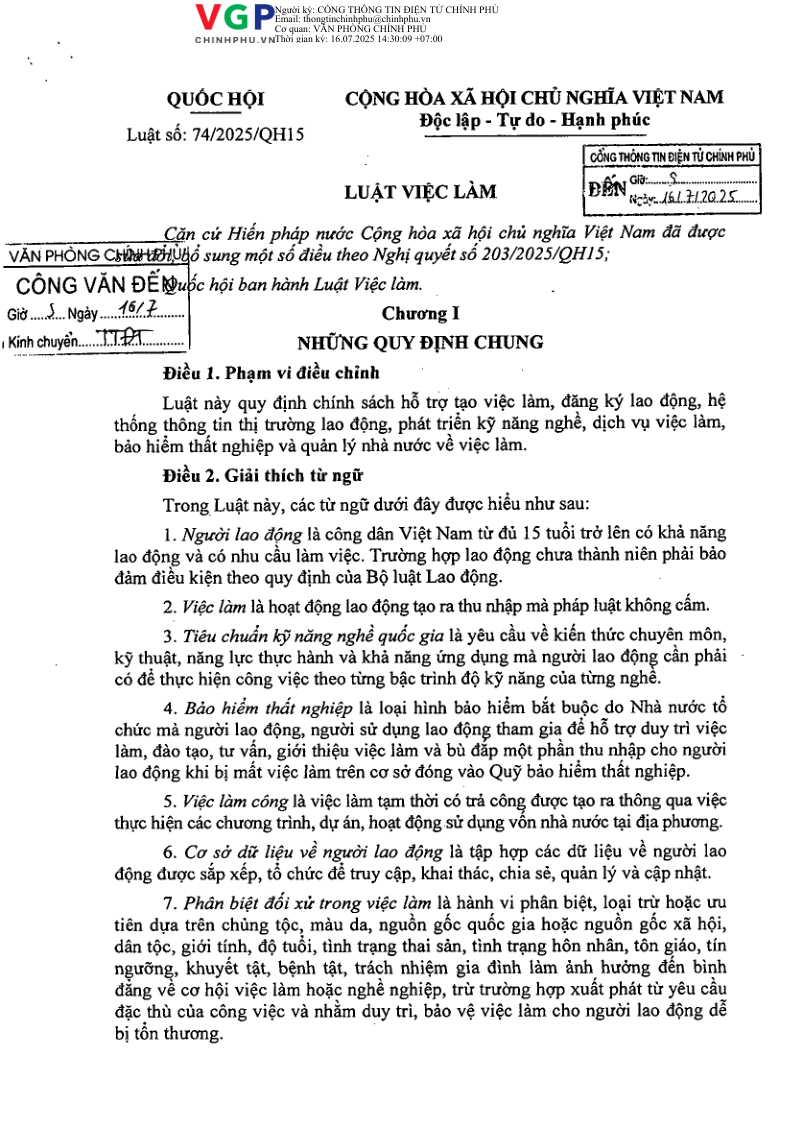 VGP
CHINHPHU.VN
Người ký: CỔNG THÔNG TIN ĐIỆN TỬ CHÍNH PHỦ
Email: thongtinchinhphu@chinhphu.vn
Cơ quan: VĂN PHÒNG CHÍNH PHỦ
Thời gian ký: 16.07.2025 14:30:09 +07:00
QUỐC HỘI
Luật số: 74/2025/QH15
CỘNG HÒA XÃ HỘI CHỦ NGHĨA VIỆT NAM
Độc lập - Tự do - Hạnh phúc
CỔNG THÔNG TIN ĐIỆN TỬ CHÍNH PHỦ
ĐẾN Giờ:.......S............
Ngày:...16/7/2025......
LUẬT VIỆC LÀM
Căn cứ Hiến pháp nước Cộng hòa xã hội chủ nghĩa Việt Nam đã được
sửa đổi, bổ sung một số điều theo Nghị quyết số 203/2025/QH15;
Quốc hội ban hành Luật Việc làm.
VĂN PHÒNG CHÍNH PHỦ
CÔNG VĂN ĐẾN
Giờ .....S... Ngày .....16/7.......
Kính chuyển.....TTĐT............
Chương I
NHỮNG QUY ĐỊNH CHUNG
Điều 1. Phạm vi điều chỉnh
Luật này quy định chính sách hỗ trợ tạo việc làm, đăng ký lao động, hệ
thống thông tin thị trường lao động, phát triển kỹ năng nghề, dịch vụ việc làm,
bảo hiểm thất nghiệp và quản lý nhà nước về việc làm.
Điều 2. Giải thích từ ngữ
Trong Luật này, các từ ngữ dưới đây được hiểu như sau:
1. Người lao động là công dân Việt Nam từ đủ 15 tuổi trở lên có khả năng
lao động và có nhu cầu làm việc. Trường hợp lao động chưa thành niên phải bảo
đảm điều kiện theo quy định của Bộ luật Lao động.
2. Việc làm là hoạt động lao động tạo ra thu nhập mà pháp luật không cấm.
3. Tiêu chuẩn kỹ năng nghề quốc gia là yêu cầu về kiến thức chuyên môn,
kỹ thuật, năng lực thực hành và khả năng ứng dụng mà người lao động cần phải
có để thực hiện công việc theo từng bậc trình độ kỹ năng của từng nghề.
4. Bảo hiểm thất nghiệp là loại hình bảo hiểm bắt buộc do Nhà nước tổ
chức mà người lao động, người sử dụng lao động tham gia để hỗ trợ duy trì việc
làm, đào tạo, tư vấn, giới thiệu việc làm và bù đắp một phần thu nhập cho người
lao động khi bị mất việc làm trên cơ sở đóng vào Quỹ bảo hiểm thất nghiệp.
5. Việc làm công là việc làm tạm thời có trả công được tạo ra thông qua việc
thực hiện các chương trình, dự án, hoạt động sử dụng vốn nhà nước tại địa phương.
6. Cơ sở dữ liệu về người lao động là tập hợp các dữ liệu về người lao
động được sắp xếp, tổ chức để truy cập, khai thác, chia sẻ, quản lý và cập nhật.
7. Phân biệt đối xử trong việc làm là hành vi phân biệt, loại trừ hoặc ưu
tiên dựa trên chủng tộc, màu da, nguồn gốc quốc gia hoặc nguồn gốc xã hội,
dân tộc, giới tính, độ tuổi, tình trạng thai sản, tình trạng hôn nhân, tôn giáo, tín
ngưỡng, khuyết tật, bệnh tật, trách nhiệm gia đình làm ảnh hưởng đến bình
đẳng về cơ hội việc làm hoặc nghề nghiệp, trừ trường hợp xuất phát từ yêu cầu
đặc thù của công việc và nhằm duy trì, bảo vệ việc làm cho người lao động dễ
bị tổn thương.